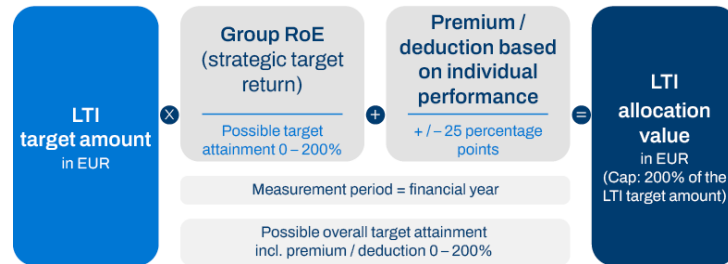 LTI
target amount
in EUR
×
Group RoE
(strategic target
return)
Possible target
attainment 0 – 200%
+
Premium /
deduction based
on individual
performance
+ / – 25 percentage
points
=
LTI
allocation
value
in EUR
(Cap: 200% of the
LTI target amount)
Measurement period = financial year
Possible overall target attainment
incl. premium / deduction 0 – 200%